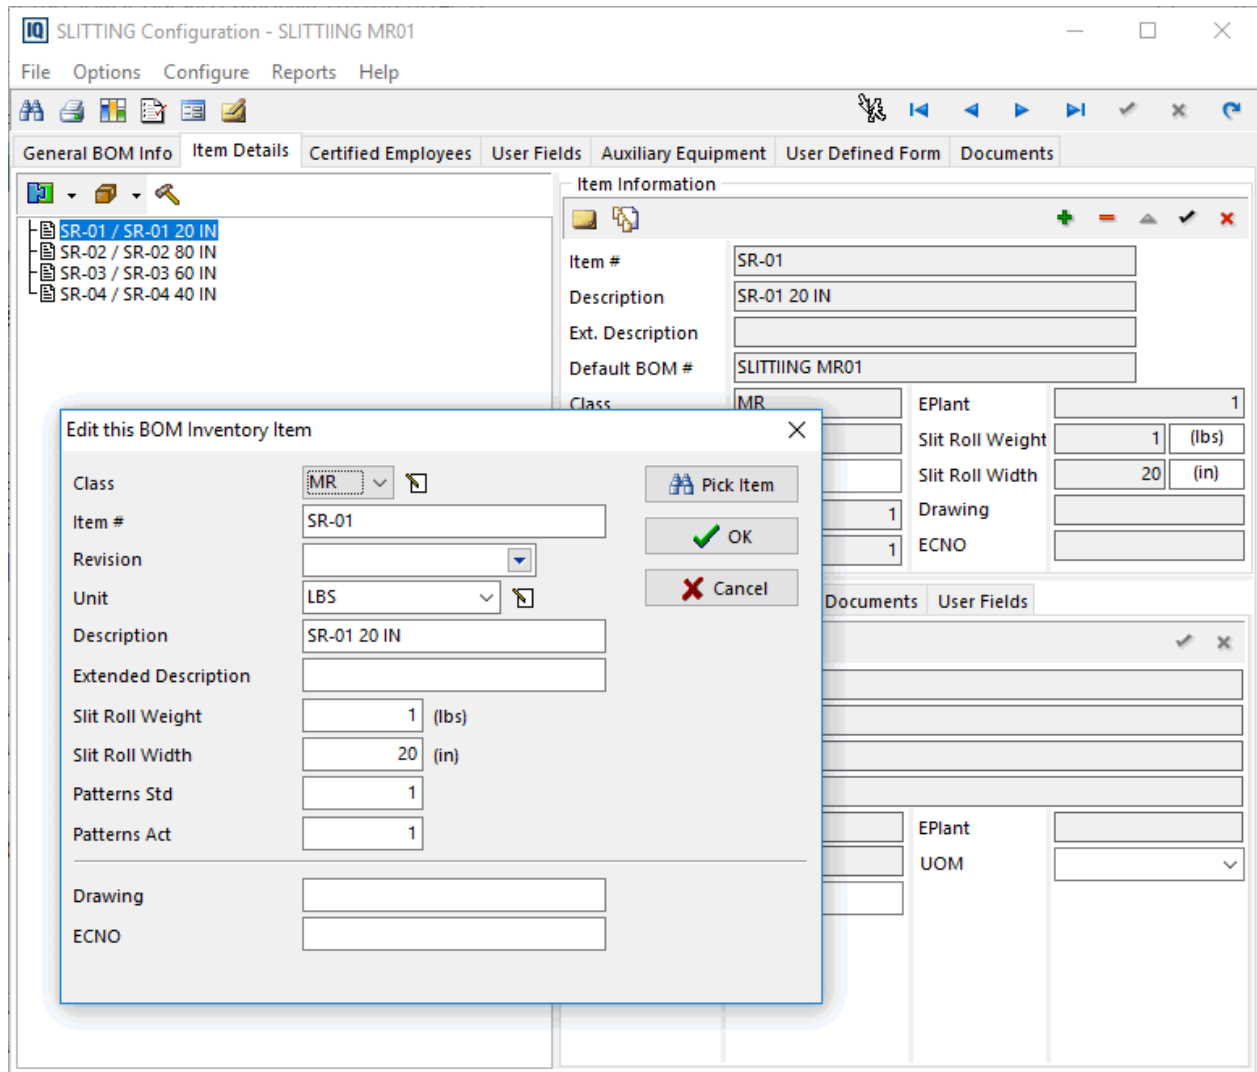 IQ SLITTING Configuration - SLITTIING MR01
File Options Configure Reports Help
General BOM Info Item Details Certified Employees User Fields Auxiliary Equipment User Defined Form Documents
SR-01 / SR-01 20 IN
SR-02 / SR-02 80 IN
SR-03 / SR-03 60 IN
SR-04 / SR-04 40 IN
Item Information
Item # SR-01
Description SR-01 20 IN
Ext. Description
Default BOM # SLITTIING MR01
Class MR EPlant 1
Slit Roll Weight 1 (lbs)
Slit Roll Width 20 (in)
1 Drawing
1 ECNO
Documents User Fields
EPlant
UOM
Edit this BOM Inventory Item
Class MR Pick Item
Item # SR-01
OK
Revision
Cancel
Unit LBS
Description SR-01 20 IN
Extended Description
Slit Roll Weight 1 (lbs)
Slit Roll Width 20 (in)
Patterns Std 1
Patterns Act 1
Drawing
ECNO